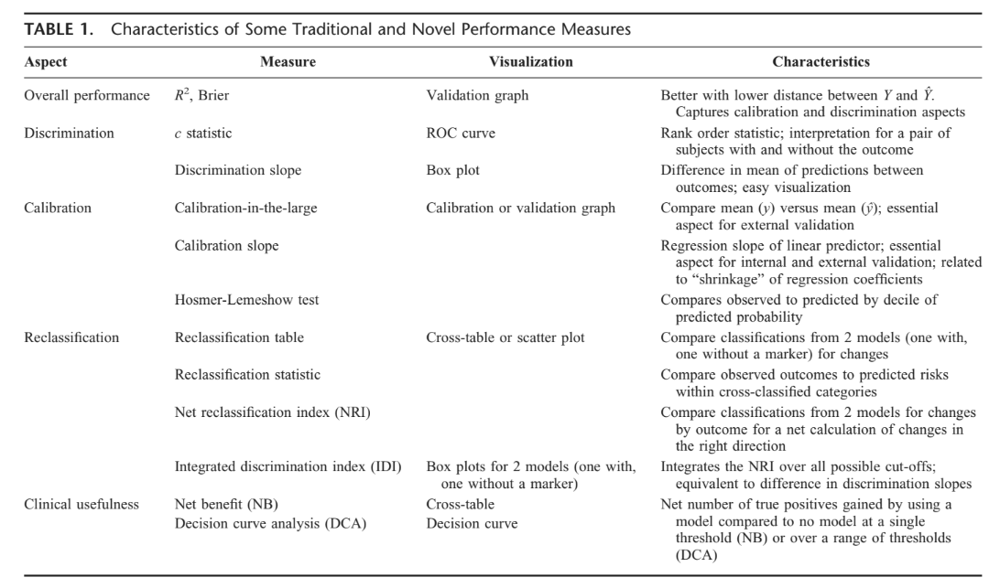 TABLE 1. Characteristics of Some Traditional and Novel Performance Measures
Aspect Measure Visualization Characteristics
Overall performance R², Brier Validation graph Better with lower distance between Y and Ŷ.
Captures calibration and discrimination aspects
Discrimination c statistic ROC curve Rank order statistic; interpretation for a pair of
subjects with and without the outcome
Discrimination slope Box plot Difference in mean of predictions between
outcomes; easy visualization
Calibration Calibration-in-the-large Calibration or validation graph Compare mean (y) versus mean (ŷ); essential
aspect for external validation
Calibration slope Regression slope of linear predictor; essential
aspect for internal and external validation; related
to “shrinkage” of regression coefficients
Hosmer-Lemeshow test Compares observed to predicted by decile of
predicted probability
Reclassification Reclassification table Cross-table or scatter plot Compare classifications from 2 models (one with,
one without a marker) for changes
Reclassification statistic Compare observed outcomes to predicted risks
within cross-classified categories
Net reclassification index (NRI) Compare classifications from 2 models for changes
by outcome for a net calculation of changes in
the right direction
Integrated discrimination index (IDI) Box plots for 2 models (one with, Integrates the NRI over all possible cut-offs;
one without a marker) equivalent to difference in discrimination slopes
Clinical usefulness Net benefit (NB) Cross-table Net number of true positives gained by using a
Decision curve analysis (DCA) Decision curve model compared to no model at a single
threshold (NB) or over a range of thresholds
(DCA)